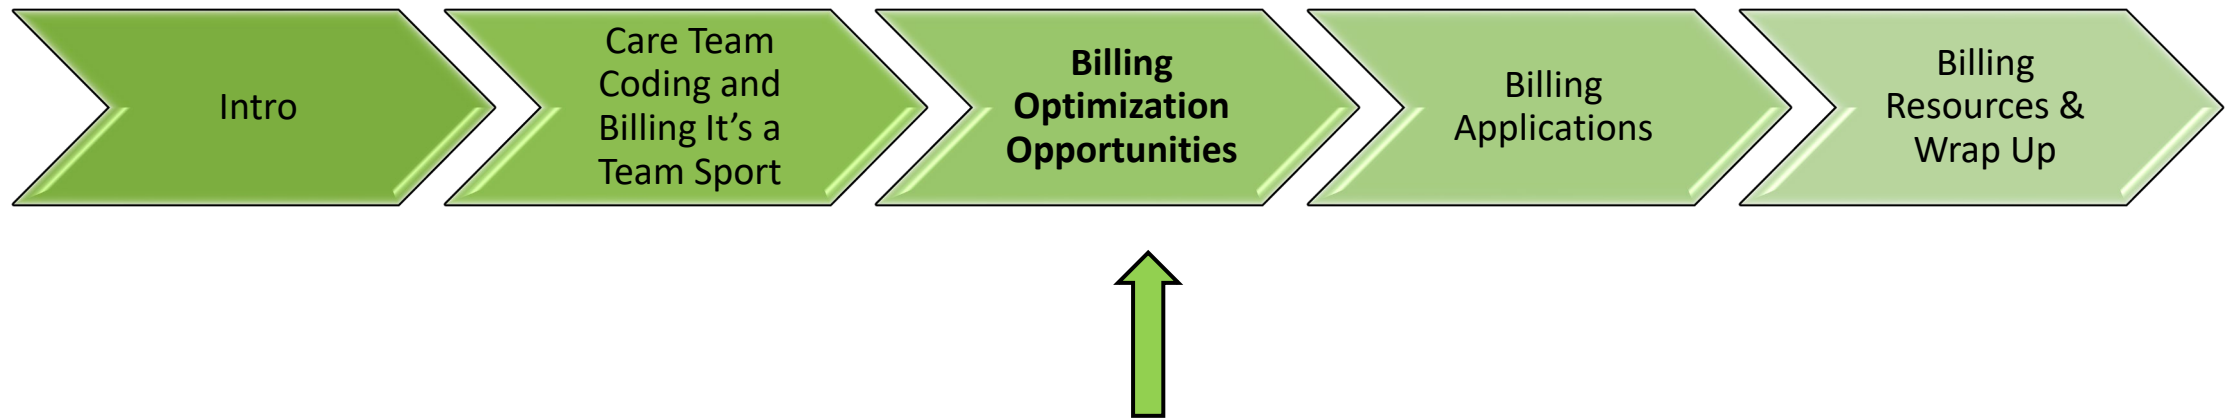 Intro
Care Team
Coding and
Billing It’s a
Team Sport
Billing
Optimization
Opportunities
Billing
Applications
Billing
Resources &
Wrap Up